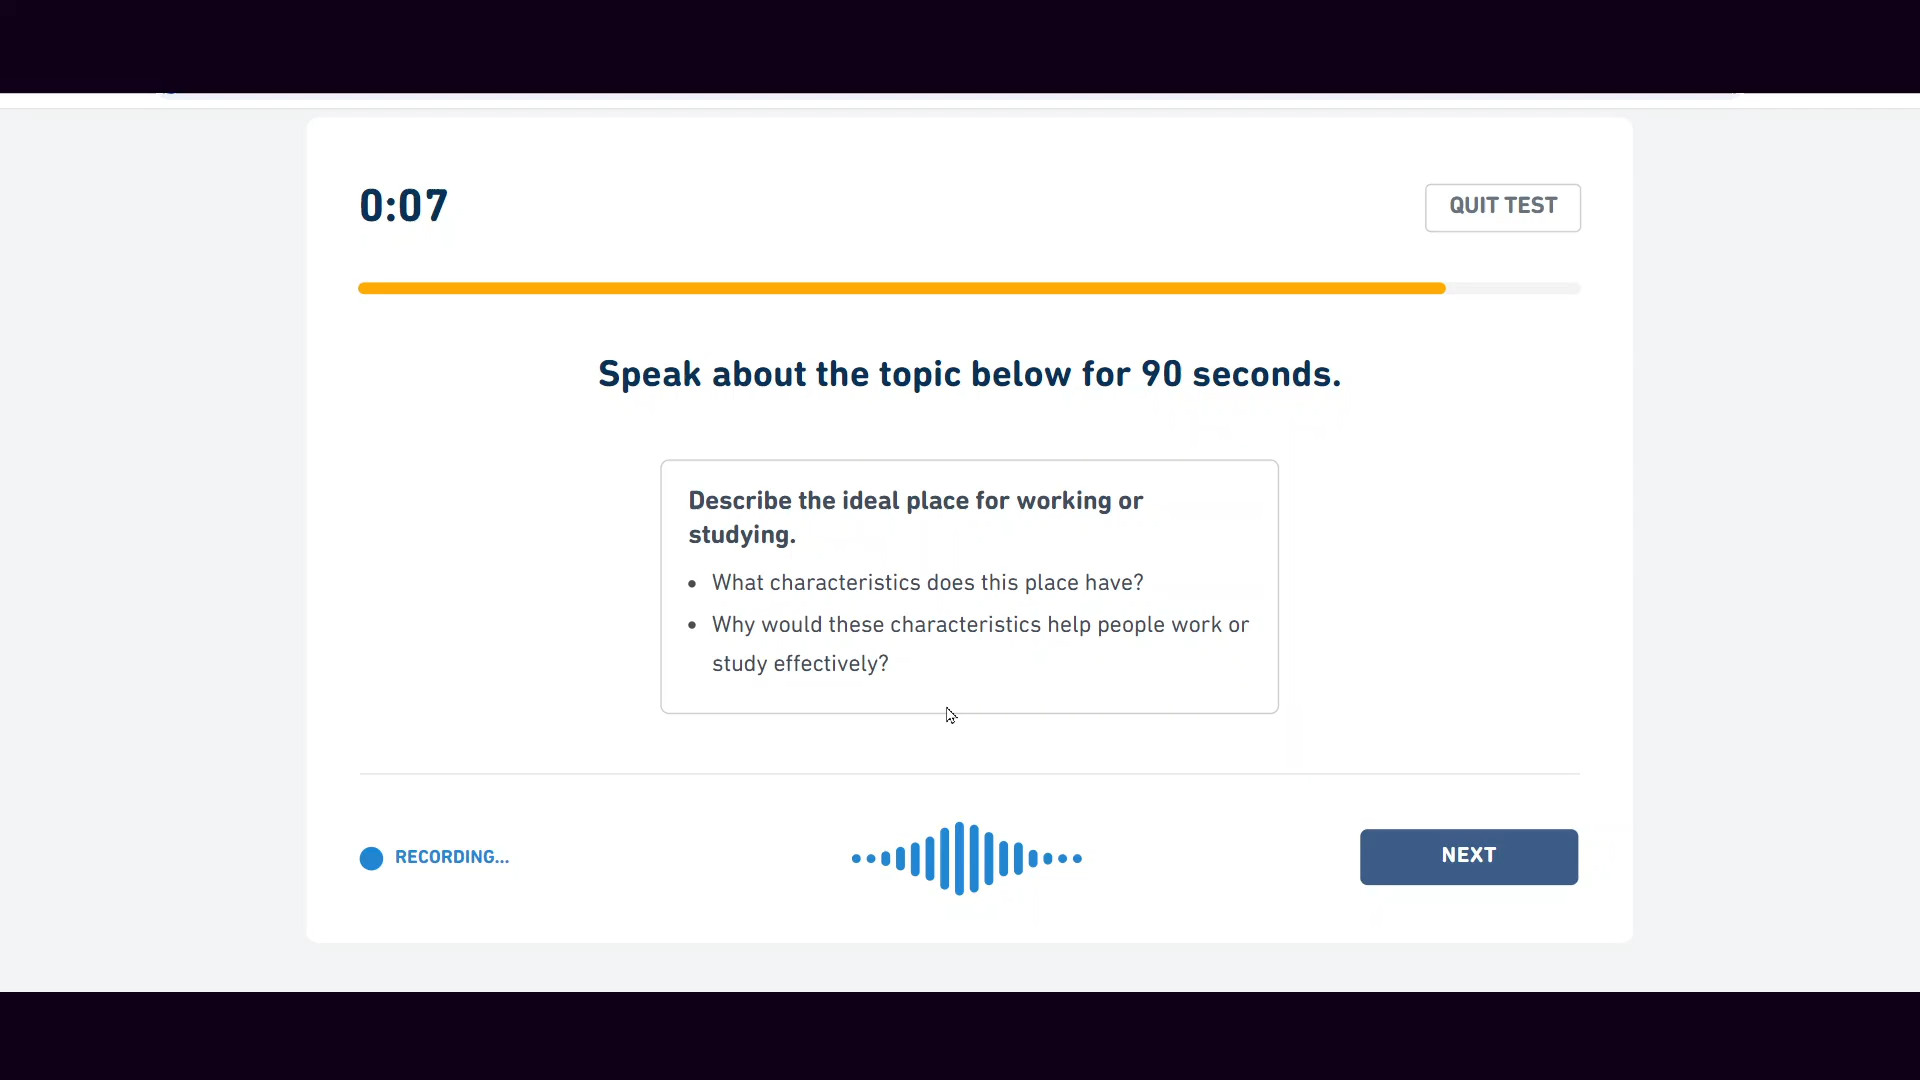 0:07
QUIT TEST
Speak about the topic below for 90 seconds.
Describe the ideal place for working or
studying.
• What characteristics does this place have?
• Why would these characteristics help people work or
study effectively?
RECORDING...
NEXT